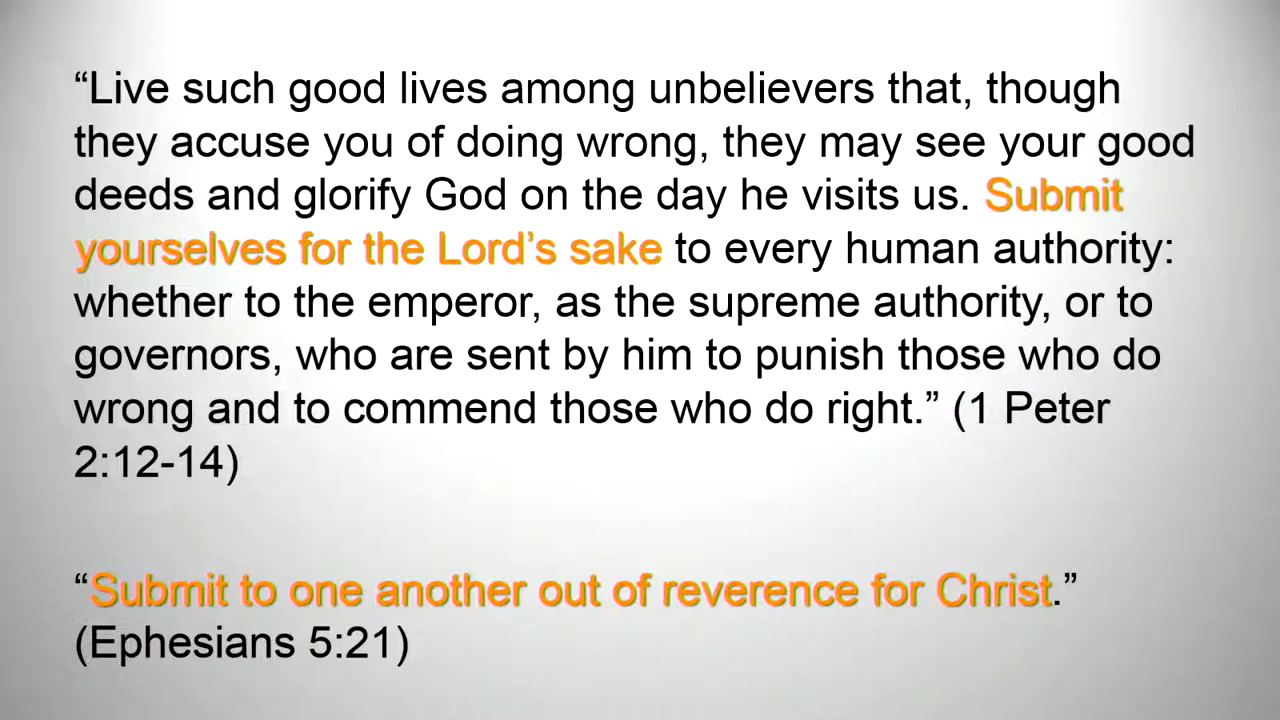 “Live such good lives among unbelievers that, though
they accuse you of doing wrong, they may see your good
deeds and glorify God on the day he visits us. Submit
yourselves for the Lord’s sake to every human authority:
whether to the emperor, as the supreme authority, or to
governors, who are sent by him to punish those who do
wrong and to commend those who do right.” (1 Peter
2:12-14)
“Submit to one another out of reverence for Christ.”
(Ephesians 5:21)